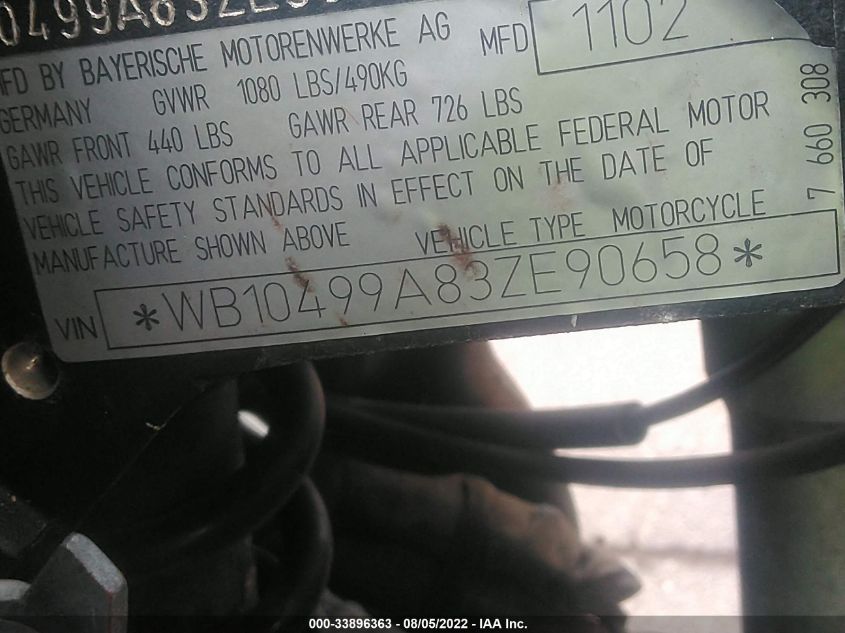 0499A83ZE
MFD BY BAYERISCHE MOTORENWERKE AG MFD 1102
GERMANY GVWR 1080 LBS/490KG
GAWR FRONT 440 LBS GAWR REAR 726 LBS
THIS VEHICLE CONFORMS TO ALL APPLICABLE FEDERAL MOTOR
VEHICLE SAFETY STANDARDS IN EFFECT ON THE DATE OF
MANUFACTURE SHOWN ABOVE VEHICLE TYPE MOTORCYCLE
7 660 308
VIN *WB10499A83ZE90658*
000-33896363 - 08/05/2022 - IAA Inc.